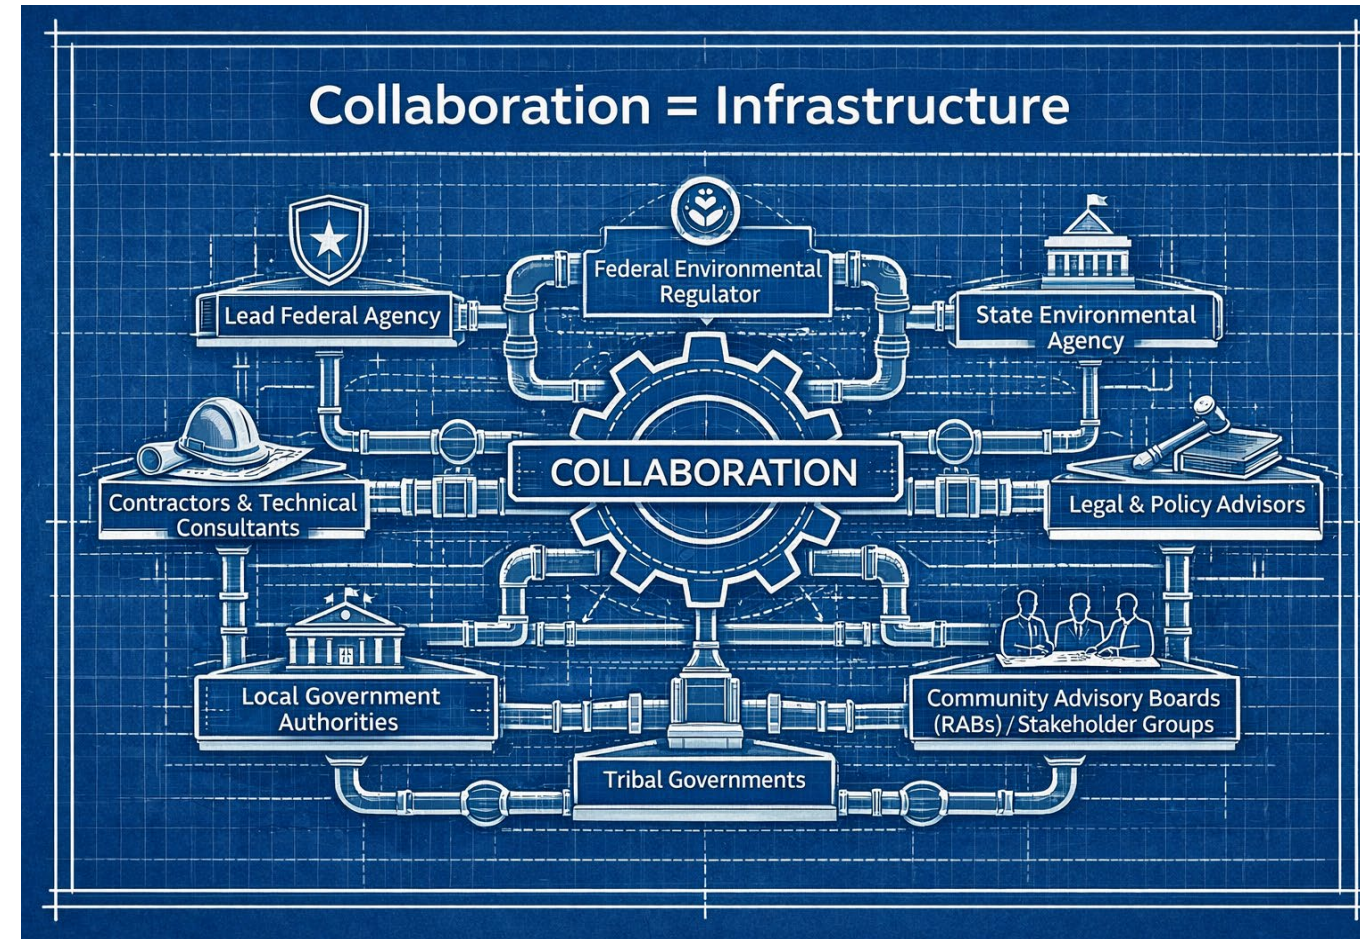 Collaboration = Infrastructure
Federal Environmental
Regulator
Lead Federal Agency
State Environmental
Agency
COLLABORATION
Contractors & Technical
Consultants
Legal & Policy Advisors
Local Government
Authorities
Community Advisory Boards
(RABs) / Stakeholder Groups
Tribal Governments